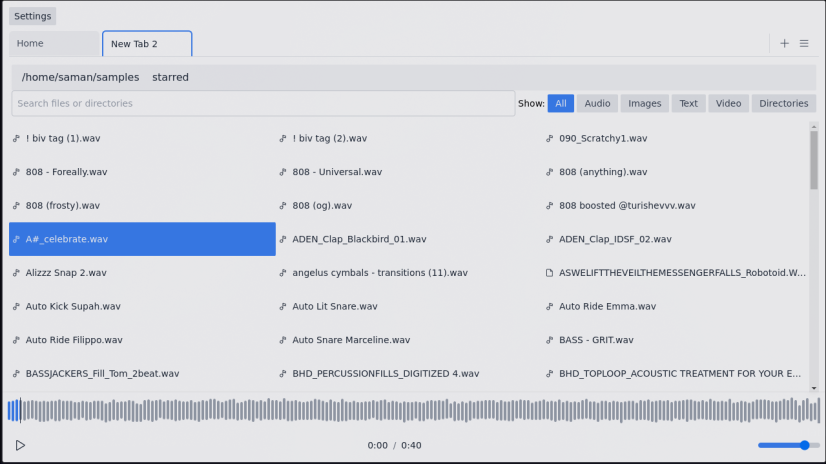 Settings
Home New Tab 2
/home/saman/samples starred
Search files or directories Show: All Audio Images Text Video Directories
! biv tag (1).wav ! biv tag (2).wav 090_Scratchy1.wav
808 - Foreally.wav 808 - Universal.wav 808 (anything).wav
808 (frosty).wav 808 (og).wav 808 boosted @turishevvv.wav
A#_celebrate.wav ADEN_Clap_Blackbird_01.wav ADEN_Clap_IDSF_02.wav
Alizzz Snap 2.wav angelus cymbals - transitions (11).wav ASWELIFTTHEVEILTHEMESSENGERFALLS_Robotoid.W...
Auto Kick Supah.wav Auto Lit Snare.wav Auto Ride Emma.wav
Auto Ride Filippo.wav Auto Snare Marceline.wav BASS - GRIT.wav
BASSJACKERS_Fill_Tom_2beat.wav BHD_PERCUSSIONFILLS_DIGITIZED 4.wav BHD_TOPLOOP_ACOUSTIC TREATMENT FOR YOUR E...
0:00 / 0:40